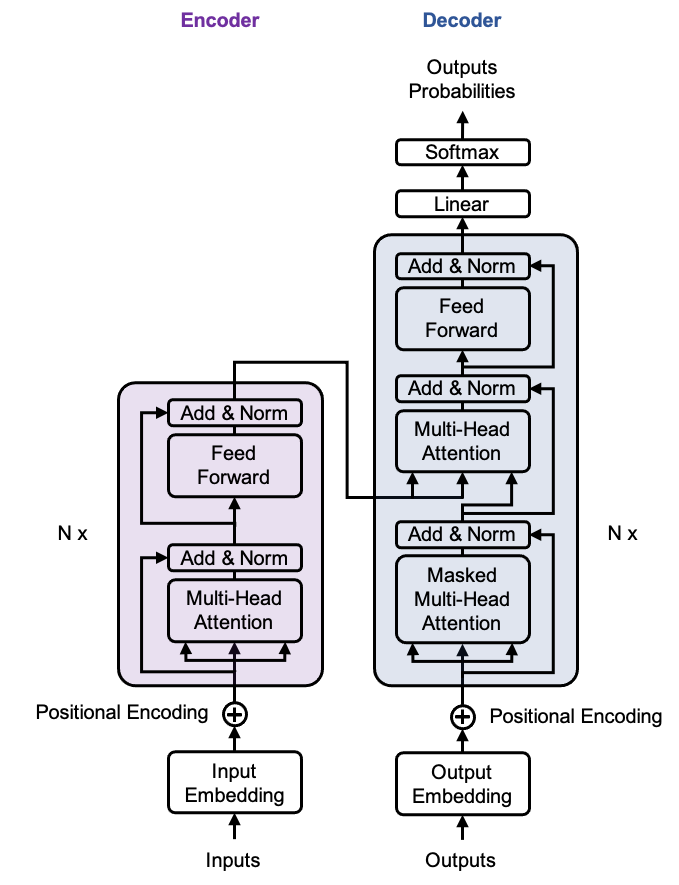 Encoder
Decoder
Outputs
Probabilities
Softmax
Linear
Add & Norm
Feed
Forward
Add & Norm
Multi-Head
Attention
Add & Norm
Masked
Multi-Head
Attention
N x
Positional Encoding
Output
Embedding
Outputs
Add & Norm
Feed
Forward
Add & Norm
Multi-Head
Attention
N x
Positional Encoding
Input
Embedding
Inputs